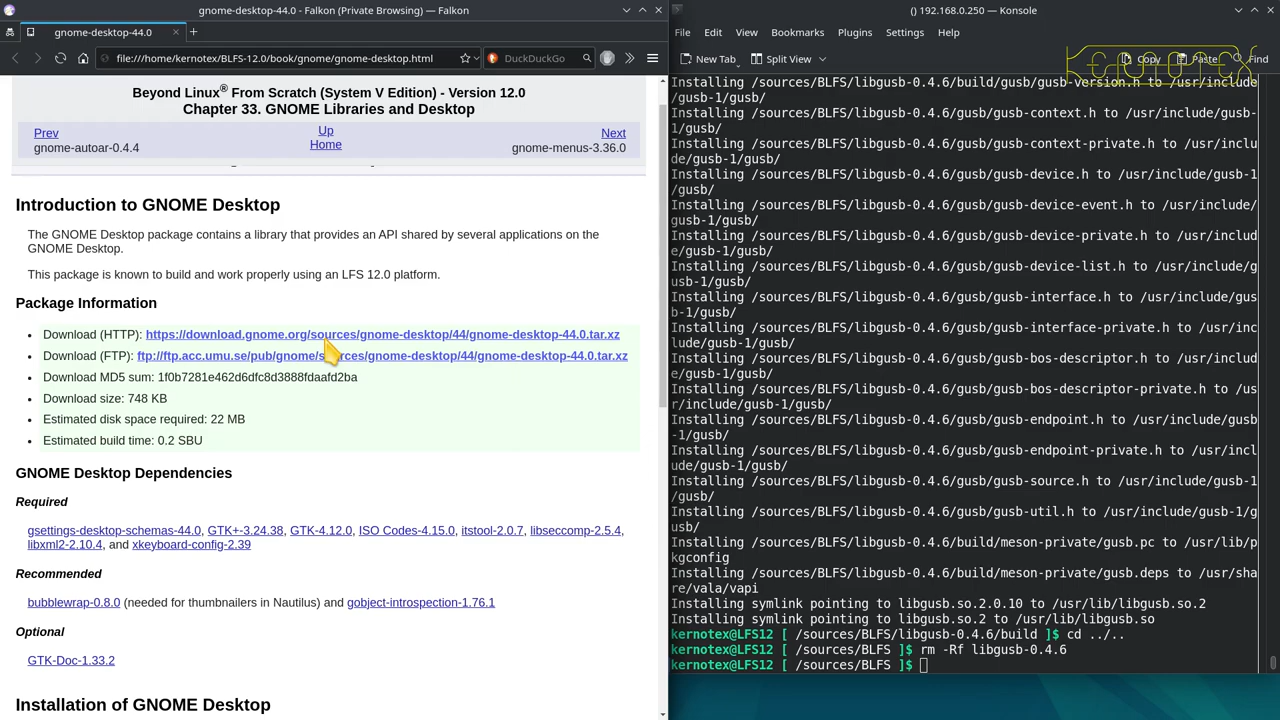 gnome-desktop-44.0 - Falkon (Private Browsing) — Falkon
gnome-desktop-44.0
file:///home/kernotex/BLFS-12.0/book/gnome/gnome-desktop.html
DuckDuckGo
Beyond Linux® From Scratch (System V Edition) - Version 12.0
Chapter 33. GNOME Libraries and Desktop
Prev
Up
Next
gnome-autoar-0.4.4
Home
gnome-menus-3.36.0
Introduction to GNOME Desktop
The GNOME Desktop package contains a library that provides an API shared by several applications on the
GNOME Desktop.
This package is known to build and work properly using an LFS 12.0 platform.
Package Information
• Download (HTTP): https://download.gnome.org/sources/gnome-desktop/44/gnome-desktop-44.0.tar.xz
• Download (FTP): ftp://ftp.acc.umu.se/pub/gnome/sources/gnome-desktop/44/gnome-desktop-44.0.tar.xz
• Download MD5 sum: 1f0b7281e462d6dfc8d3888fdaafd2ba
• Download size: 748 KB
• Estimated disk space required: 22 MB
• Estimated build time: 0.2 SBU
GNOME Desktop Dependencies
Required
gsettings-desktop-schemas-44.0, GTK+-3.24.38, GTK-4.12.0, ISO Codes-4.15.0, itstool-2.0.7, libseccomp-2.5.4,
libxml2-2.10.4, and xkeyboard-config-2.39
Recommended
bubblewrap-0.8.0 (needed for thumbnailers in Nautilus) and gobject-introspection-1.76.1
Optional
GTK-Doc-1.33.2
Installation of GNOME Desktop
() 192.168.0.250 — Konsole
File Edit View Bookmarks Plugins Settings Help
New Tab Split View Copy Paste Find
kernotex
Installing /sources/BLFS/libgusb-0.4.6/build/gusb/gusb-version.h to /usr/include
/gusb-1/gusb/
Installing /sources/BLFS/libgusb-0.4.6/gusb/gusb-context.h to /usr/include/gusb-
1/gusb/
Installing /sources/BLFS/libgusb-0.4.6/gusb/gusb-context-private.h to /usr/inclu
de/gusb-1/gusb/
Installing /sources/BLFS/libgusb-0.4.6/gusb/gusb-device.h to /usr/include/gusb-1
/gusb/
Installing /sources/BLFS/libgusb-0.4.6/gusb/gusb-device-event.h to /usr/include/
gusb-1/gusb/
Installing /sources/BLFS/libgusb-0.4.6/gusb/gusb-device-private.h to /usr/includ
e/gusb-1/gusb/
Installing /sources/BLFS/libgusb-0.4.6/gusb/gusb-device-list.h to /usr/include/g
usb-1/gusb/
Installing /sources/BLFS/libgusb-0.4.6/gusb/gusb-interface.h to /usr/include/gus
b-1/gusb/
Installing /sources/BLFS/libgusb-0.4.6/gusb/gusb-interface-private.h to /usr/inc
lude/gusb-1/gusb/
Installing /sources/BLFS/libgusb-0.4.6/gusb/gusb-bos-descriptor.h to /usr/includ
e/gusb-1/gusb/
Installing /sources/BLFS/libgusb-0.4.6/gusb/gusb-bos-descriptor-private.h to /us
r/include/gusb-1/gusb/
Installing /sources/BLFS/libgusb-0.4.6/gusb/gusb-endpoint.h to /usr/include/gusb
-1/gusb/
Installing /sources/BLFS/libgusb-0.4.6/gusb/gusb-endpoint-private.h to /usr/incl
ude/gusb-1/gusb/
Installing /sources/BLFS/libgusb-0.4.6/gusb/gusb-source.h to /usr/include/gusb-1
/gusb/
Installing /sources/BLFS/libgusb-0.4.6/gusb/gusb-util.h to /usr/include/gusb-1/g
usb/
Installing /sources/BLFS/libgusb-0.4.6/build/meson-private/gusb.pc to /usr/lib/p
kgconfig
Installing /sources/BLFS/libgusb-0.4.6/build/meson-private/gusb.deps to /usr/sha
re/vala/vapi
Installing symlink pointing to libgusb.so.2.0.10 to /usr/lib/libgusb.so.2
Installing symlink pointing to libgusb.so.2 to /usr/lib/libgusb.so
kernotex@LFS12 [ /sources/BLFS/libgusb-0.4.6/build ]$ cd ../..
kernotex@LFS12 [ /sources/BLFS ]$ rm -Rf libgusb-0.4.6
kernotex@LFS12 [ /sources/BLFS ]$